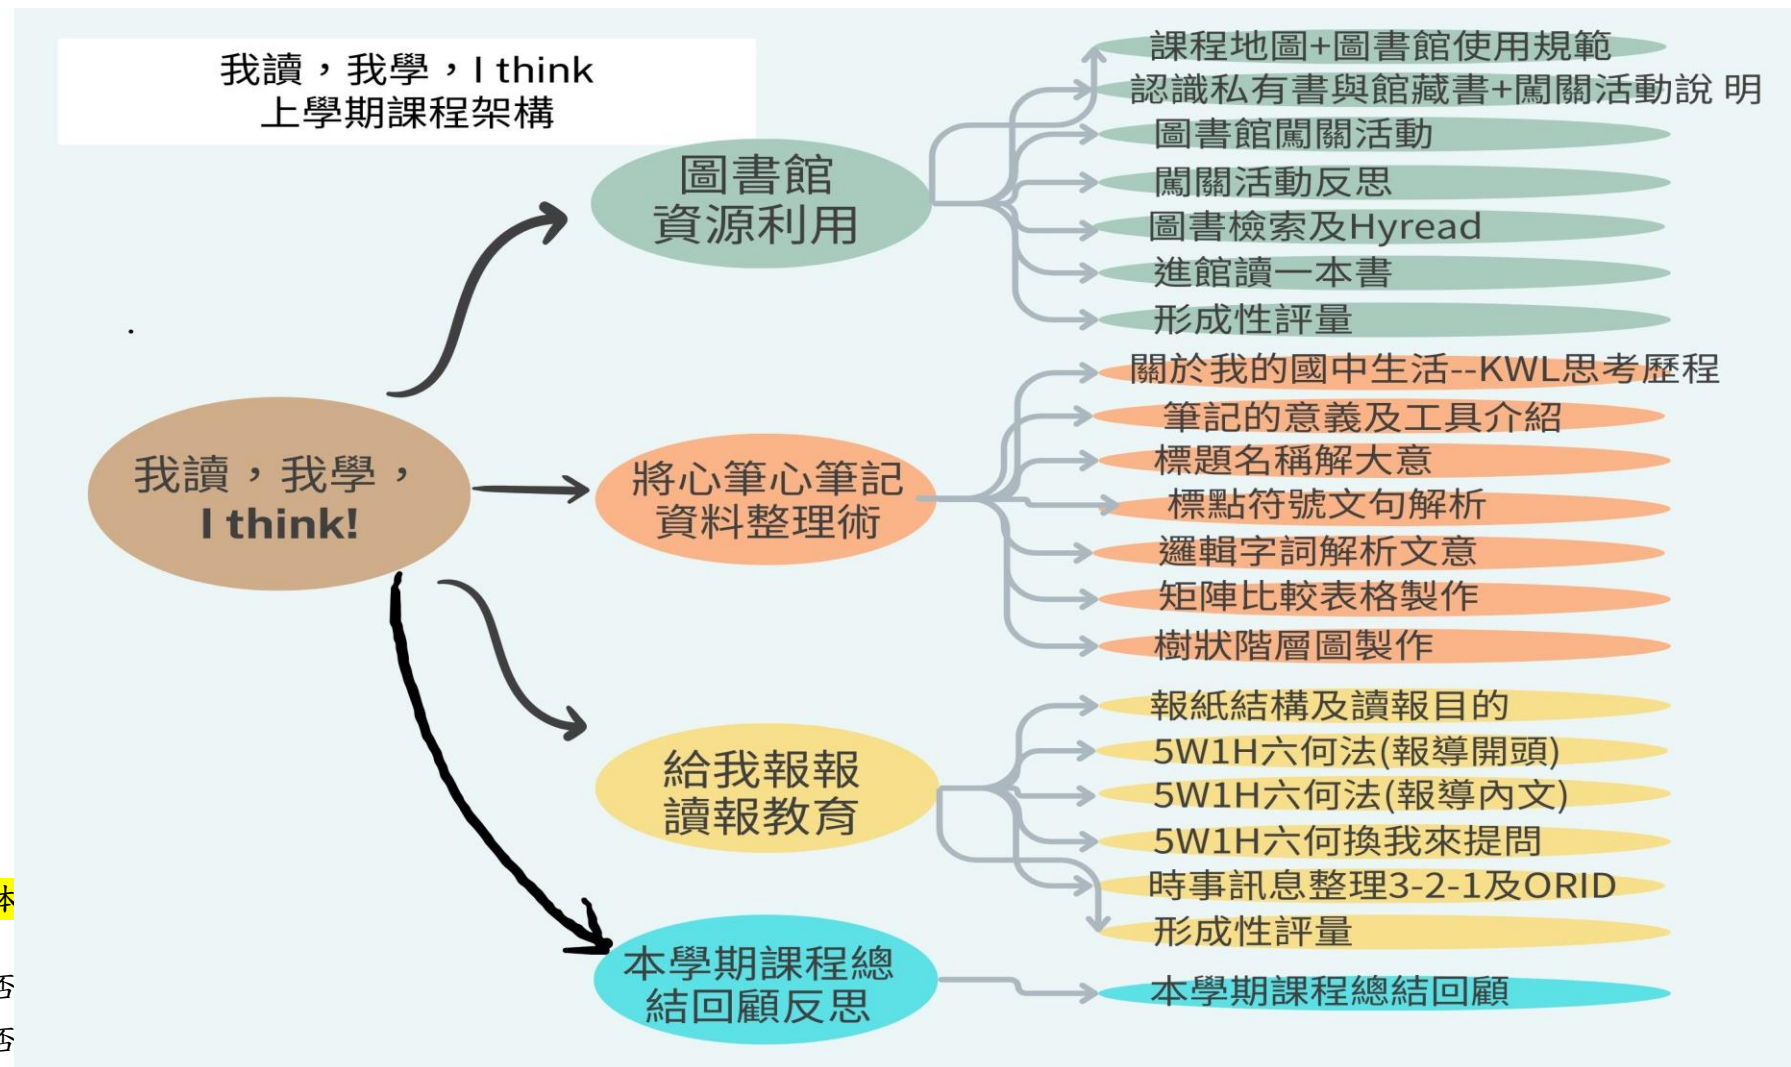 我讀，我學，I think
上學期課程架構
我讀，我學，
I think!
圖書館
資源利用
課程地圖+圖書館使用規範
認識私有書與館藏書+闖關活動說 明
圖書館闖關活動
闖關活動反思
圖書檢索及Hyread
進館讀一本書
形成性評量
將心筆心筆記
資料整理術
關於我的國中生活--KWL思考歷程
筆記的意義及工具介紹
標題名稱解大意
標點符號文句解析
邏輯字詞解析文意
矩陣比較表格製作
樹狀階層圖製作
給我報報
讀報教育
報紙結構及讀報目的
5W1H六何法(報導開頭)
5W1H六何法(報導內文)
5W1H六何換我來提問
時事訊息整理3-2-1及ORID
形成性評量
本學期課程總
結回顧反思
本學期課程總結回顧